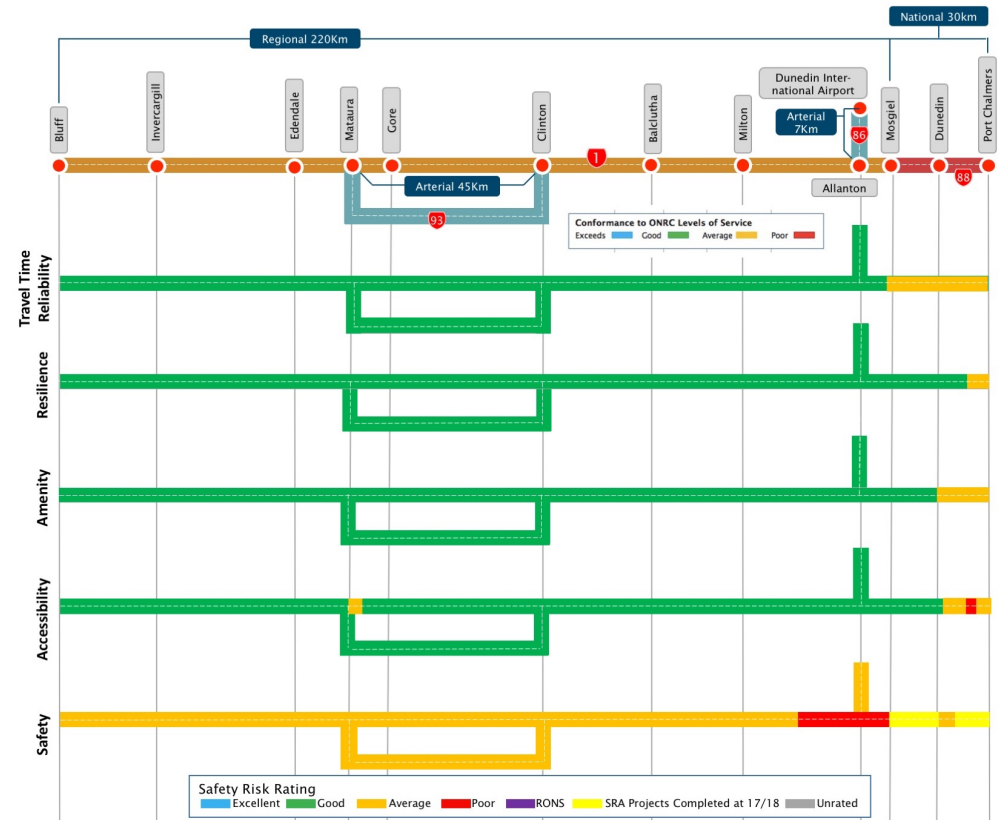 National 30km
Regional 220Km
Bluff
Invercargill
Edendale
Mataura
Gore
Clinton
Balclutha
Milton
Dunedin Inter-
national Airport
Mosgiel
Dunedin
Port Chalmers
Arterial
7Km
86
1
88
Arterial 45Km
Allanton
93
Conformance to ONRC Levels of Service
Exceeds Good Average Poor
Travel Time
Reliability
Resilience
Amenity
Accessibility
Safety
Safety Risk Rating
Excellent Good Average Poor RONS SRA Projects Completed at 17/18 Unrated